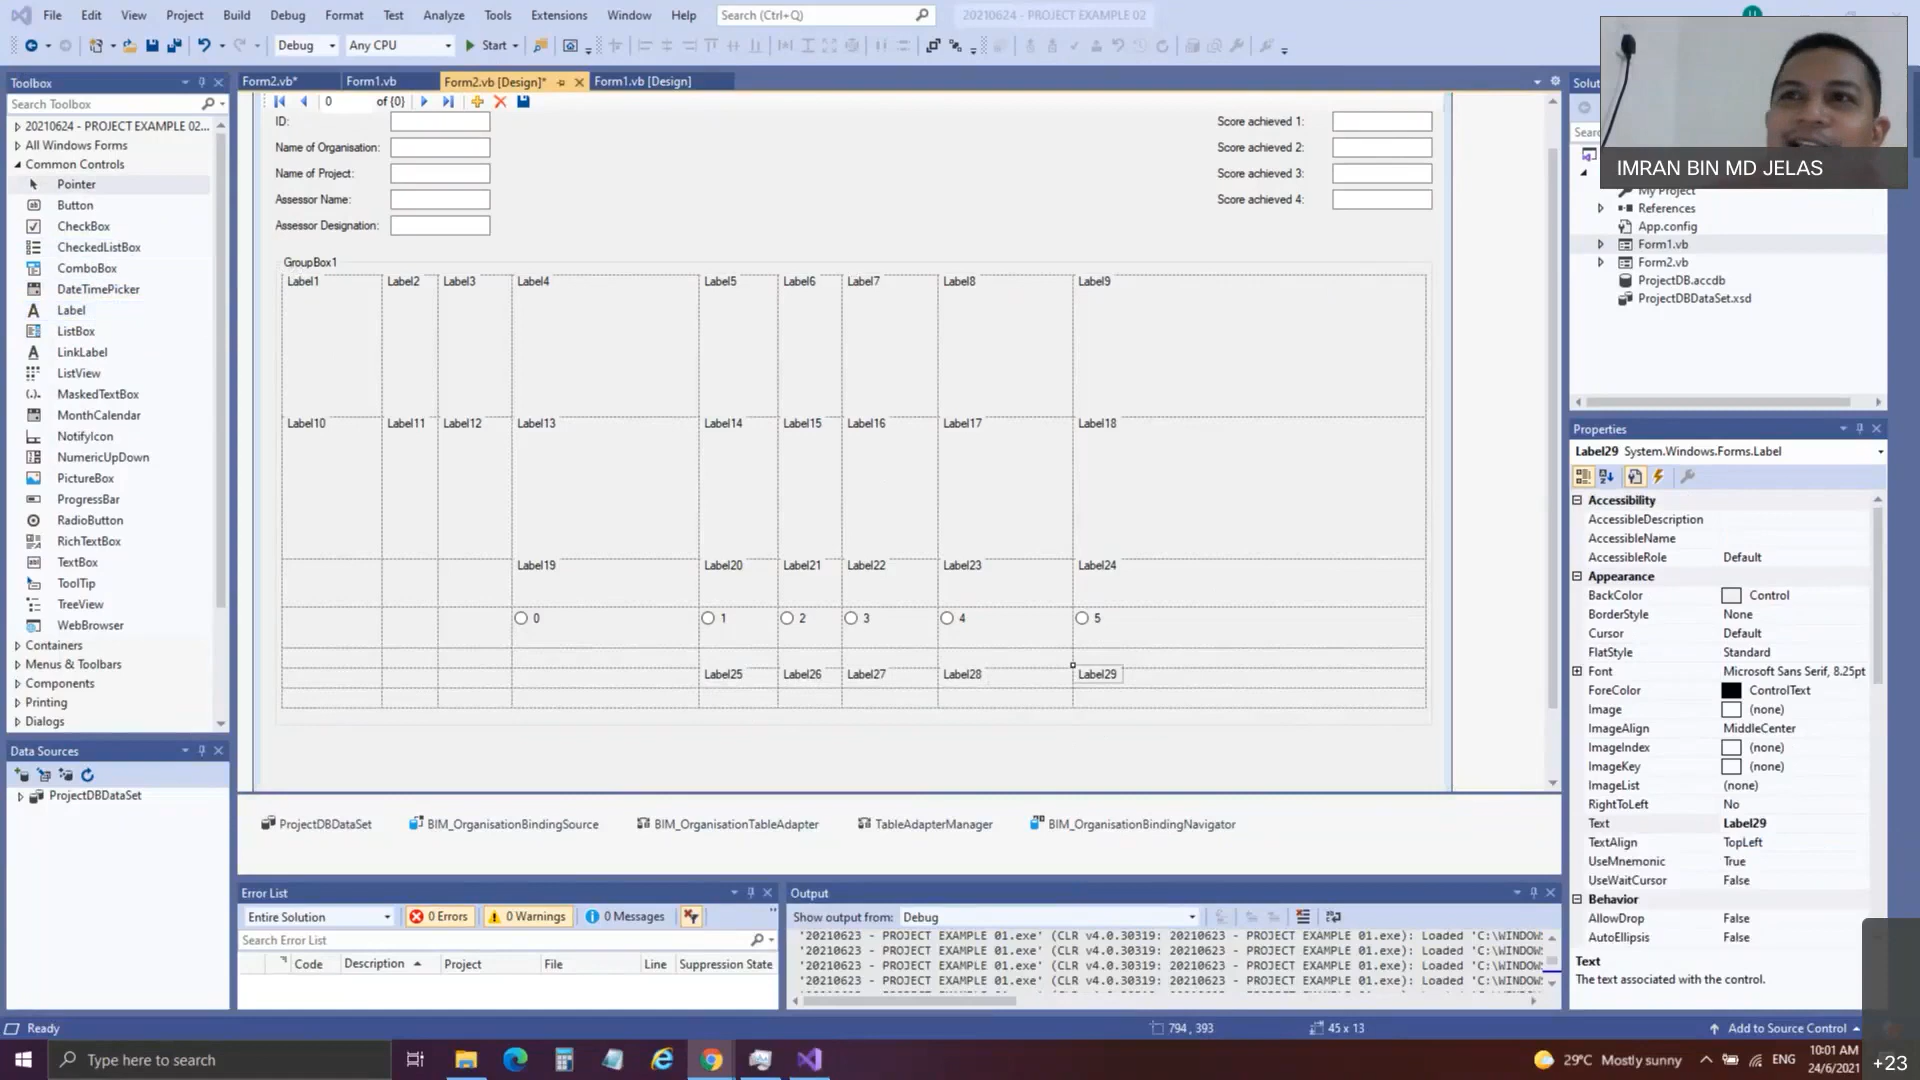 File Edit View Project Build Debug Format Test Analyze Tools Extensions Window Help Search (Ctrl+Q) 20210624 - PROJECT EXAMPLE 02
Debug Any CPU Start
Toolbox
Search Toolbox
20210624 - PROJECT EXAMPLE 02...
All Windows Forms
Common Controls
Pointer
Button
CheckBox
CheckedListBox
ComboBox
DateTimePicker
Label
ListBox
LinkLabel
ListView
MaskedTextBox
MonthCalendar
NotifyIcon
NumericUpDown
PictureBox
ProgressBar
RadioButton
RichTextBox
TextBox
ToolTip
TreeView
WebBrowser
Containers
Menus & Toolbars
Components
Printing
Dialogs
Data Sources
ProjectDBDataSet
Form2.vb* Form1.vb Form2.vb [Design]* Form1.vb [Design]
0 of {0}
ID: Score achieved 1:
Name of Organisation: Score achieved 2:
Name of Project: Score achieved 3:
Assessor Name: Score achieved 4:
Assessor Designation:
GroupBox1
Label1 Label2 Label3 Label4 Label5 Label6 Label7 Label8 Label9
Label10 Label11 Label12 Label13 Label14 Label15 Label16 Label17 Label18
Label19 Label20 Label21 Label22 Label23 Label24
0 1 2 3 4 5
Label25 Label26 Label27 Label28 Label29
ProjectDBDataSet BIM_OrganisationBindingSource BIM_OrganisationTableAdapter TableAdapterManager BIM_OrganisationBindingNavigator
Error List
Entire Solution 0 Errors 0 Warnings 0 Messages
Search Error List
Code Description Project File Line Suppression State
Output
Show output from: Debug
'20210623 - PROJECT EXAMPLE 01.exe' (CLR v4.0.30319: 20210623 - PROJECT EXAMPLE 01.exe): Loaded 'C:\WINDOW
'20210623 - PROJECT EXAMPLE 01.exe' (CLR v4.0.30319: 20210623 - PROJECT EXAMPLE 01.exe): Loaded 'C:\WINDOW
'20210623 - PROJECT EXAMPLE 01.exe' (CLR v4.0.30319: 20210623 - PROJECT EXAMPLE 01.exe): Loaded 'C:\WINDOW
'20210623 - PROJECT EXAMPLE 01.exe' (CLR v4.0.30319: 20210623 - PROJECT EXAMPLE 01.exe): Loaded 'C:\WINDOW
Solut
Sear
IMRAN BIN MD JELAS
My Project
References
App.config
Form1.vb
Form2.vb
ProjectDB.accdb
ProjectDBDataSet.xsd
Properties
Label29 System.Windows.Forms.Label
Accessibility
AccessibleDescription
AccessibleName
AccessibleRole Default
Appearance
BackColor Control
BorderStyle None
Cursor Default
FlatStyle Standard
Font Microsoft Sans Serif, 8.25pt
ForeColor ControlText
Image (none)
ImageAlign MiddleCenter
ImageIndex (none)
ImageKey (none)
ImageList (none)
RightToLeft No
Text Label29
TextAlign TopLeft
UseMnemonic True
UseWaitCursor False
Behavior
AllowDrop False
AutoEllipsis False
Text
The text associated with the control.
Ready 794 , 393 45 x 13 Add to Source Control
Type here to search 29°C Mostly sunny ENG 10:01 AM
24/6/2021
+23